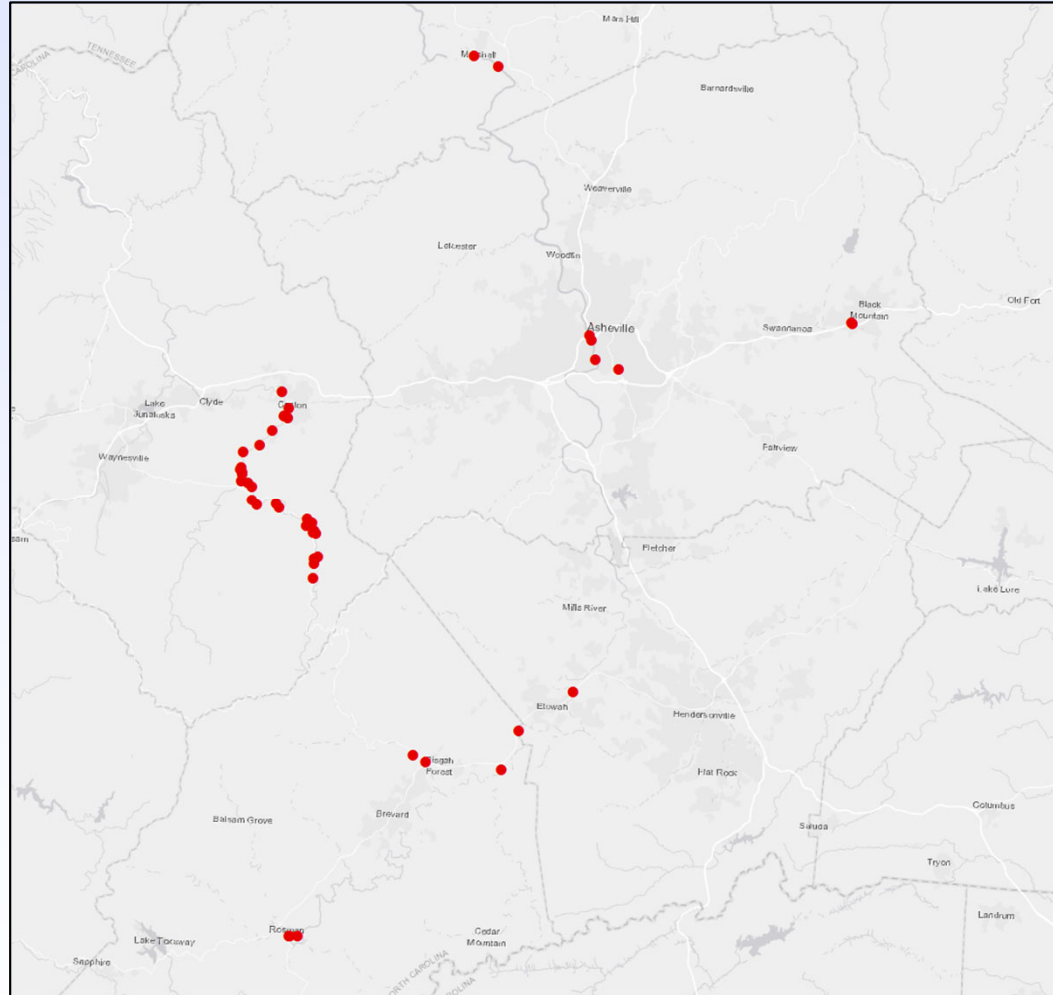 Mars Hill
TENNESSEE
CAROLINA
Marshall
Barnardsville
Weaverville
Leicester
Woodfin
Black
Mountain
Old Fort
Asheville
Swannanoa
Lake
Junaluska
Clyde
Canton
Waynesville
Fairview
Fletcher
Lake Lure
Mills River
Etowah
Hendersonville
Pisgah
Forest
Flat Rock
Brevard
Columbus
Balsam Grove
Saluda
Tryon
Landrum
Rosman
Cedar
Mountain
Lake Toxaway
Sapphire
NORTH CAROLINA
CAROLINA